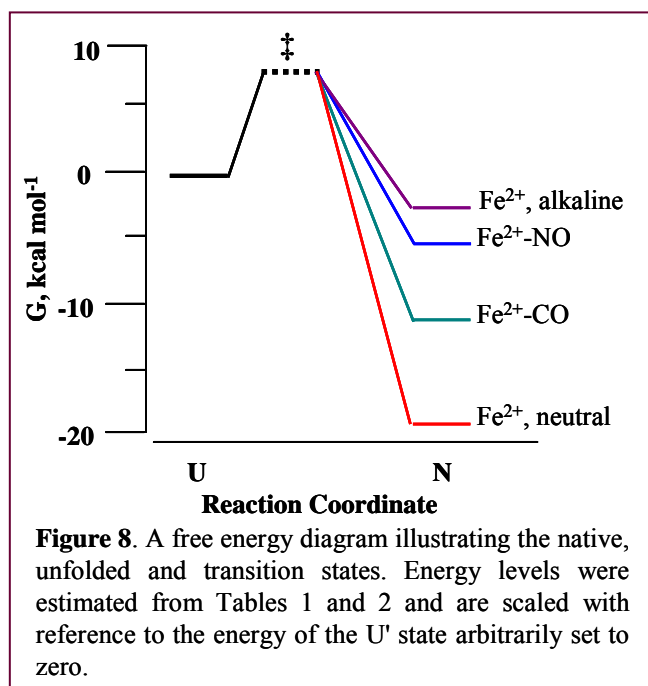 10
‡
0
-10
-20
G, kcal mol⁻¹
Fe²⁺, alkaline
Fe²⁺-NO
Fe²⁺-CO
Fe²⁺, neutral
U
N
Reaction Coordinate
Figure 8. A free energy diagram illustrating the native,
unfolded and transition states. Energy levels were
estimated from Tables 1 and 2 and are scaled with
reference to the energy of the U' state arbitrarily set to
zero.